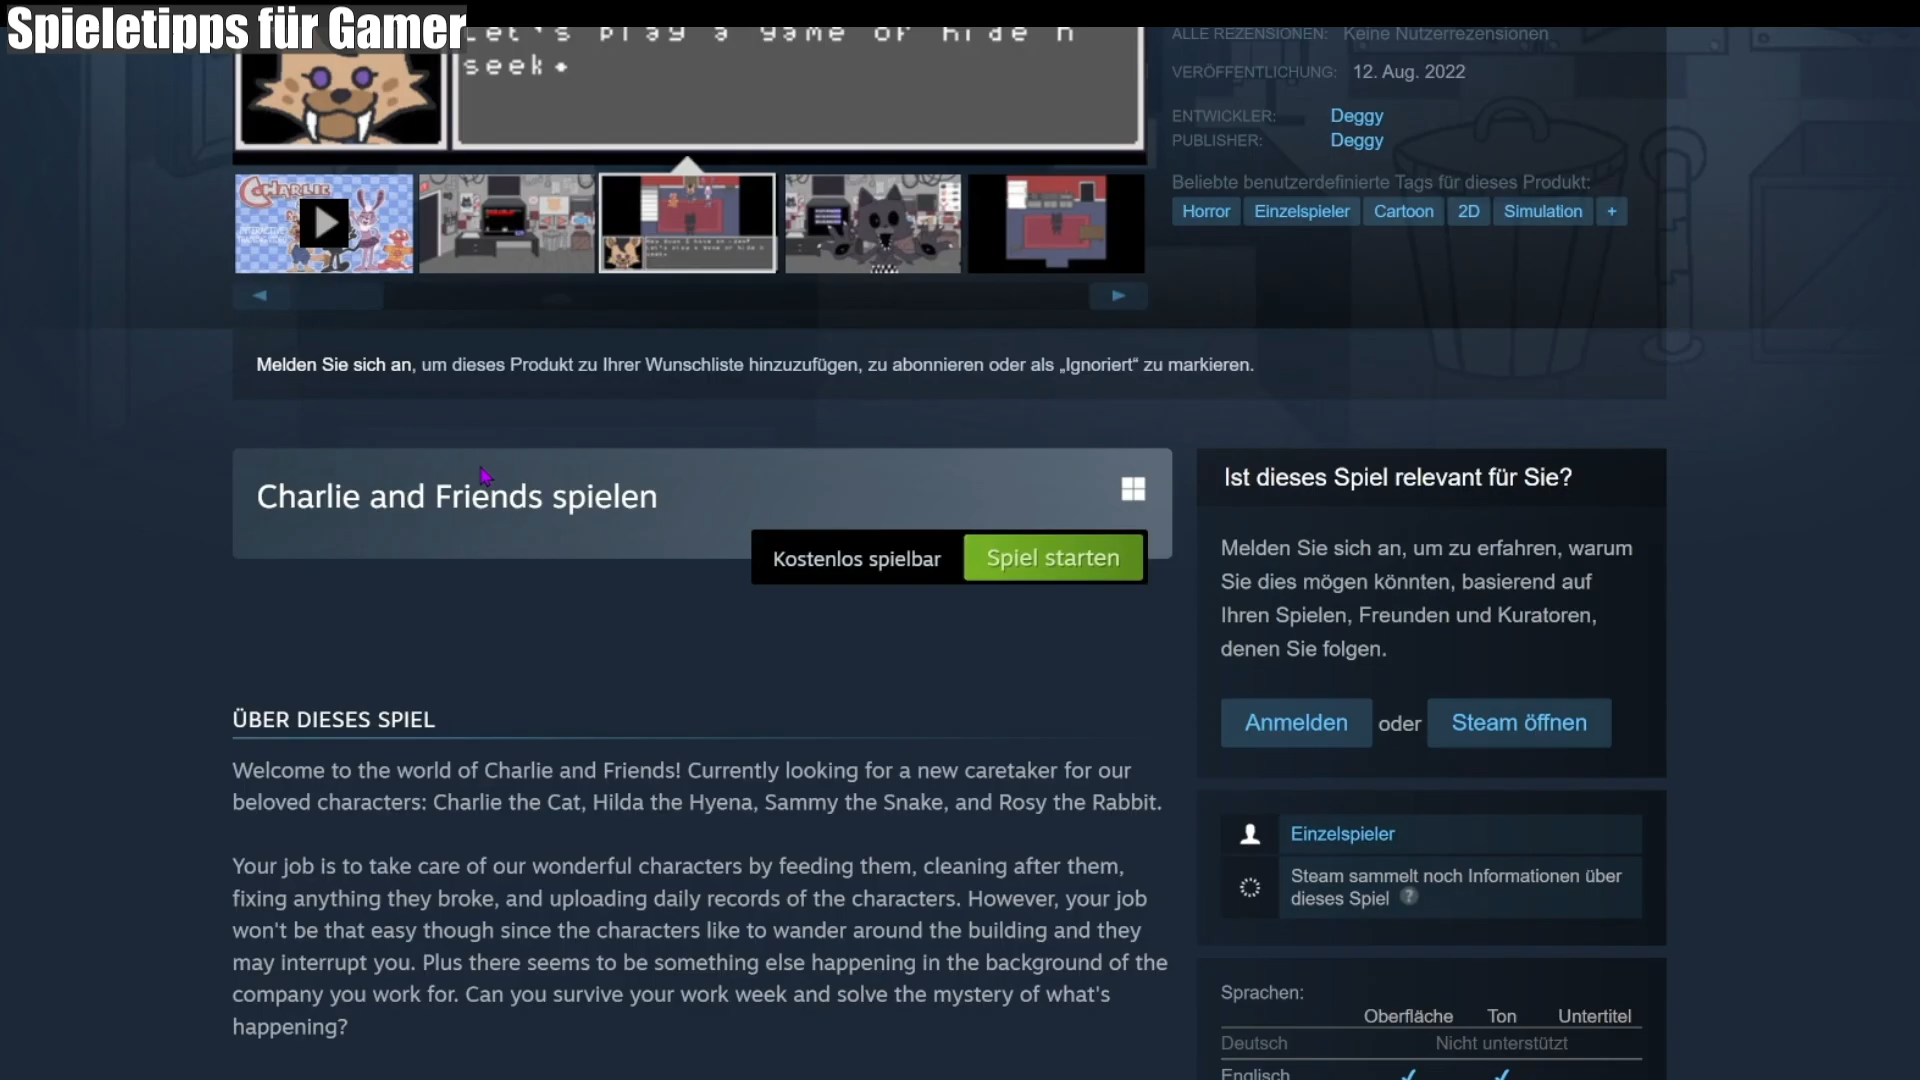 Spieletipps für Gamer
Let's play a game of hide n
seek
ALLE REZENSIONEN: Keine Nutzerrezensionen
VERÖFFENTLICHUNG: 12. Aug. 2022
ENTWICKLER: Deggy
PUBLISHER: Deggy
Beliebte benutzerdefinierte Tags für dieses Produkt:
Horror Einzelspieler Cartoon 2D Simulation +
CHARLIE
Melden Sie sich an, um dieses Produkt zu Ihrer Wunschliste hinzuzufügen, zu abonnieren oder als „Ignoriert“ zu markieren.
Charlie and Friends spielen
Kostenlos spielbar Spiel starten
Ist dieses Spiel relevant für Sie?
Melden Sie sich an, um zu erfahren, warum
Sie dies mögen könnten, basierend auf
Ihren Spielen, Freunden und Kuratoren,
denen Sie folgen.
Anmelden oder Steam öffnen
ÜBER DIESES SPIEL
Welcome to the world of Charlie and Friends! Currently looking for a new caretaker for our
beloved characters: Charlie the Cat, Hilda the Hyena, Sammy the Snake, and Rosy the Rabbit.
Your job is to take care of our wonderful characters by feeding them, cleaning after them,
fixing anything they broke, and uploading daily records of the characters. However, your job
won't be that easy though since the characters like to wander around the building and they
may interrupt you. Plus there seems to be something else happening in the background of the
company you work for. Can you survive your work week and solve the mystery of what's
happening?
Einzelspieler
Steam sammelt noch Informationen über
dieses Spiel ?
Sprachen:
Oberfläche Ton Untertitel
Deutsch Nicht unterstützt
Englisch ✓ ✓